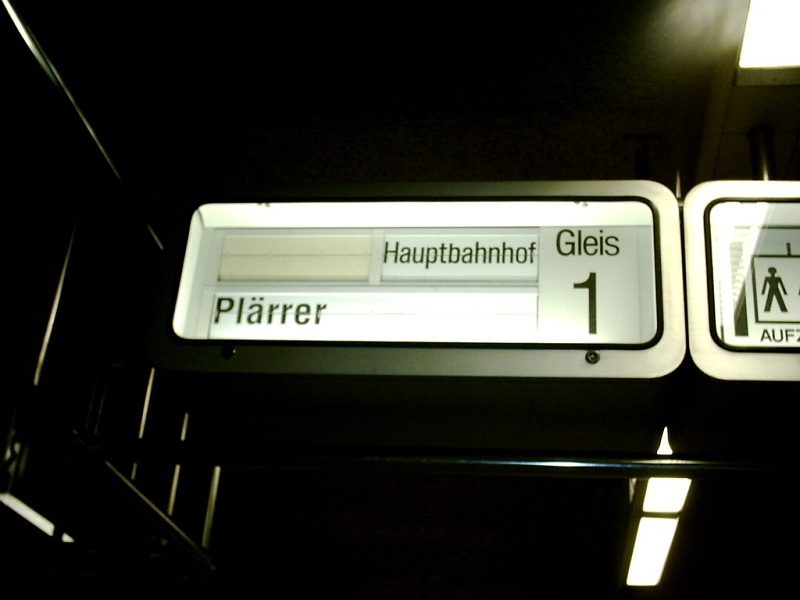 Hauptbahnhof
Plärrer
Gleis
1